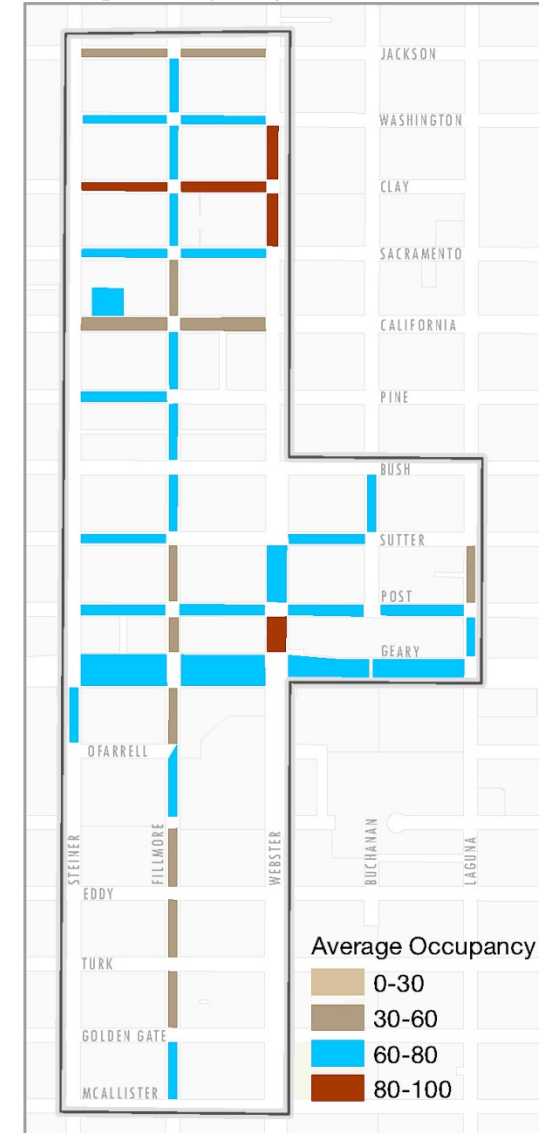 JACKSON
WASHINGTON
CLAY
SACRAMENTO
CALIFORNIA
PINE
BUSH
SUTTER
POST
GEARY
OFARRELL
STEINER
FILLMORE
WEBSTER
BUCHANAN
LAGUNA
EDDY
TURK
GOLDEN GATE
MCALLISTER
Average Occupancy
0-30
30-60
60-80
80-100